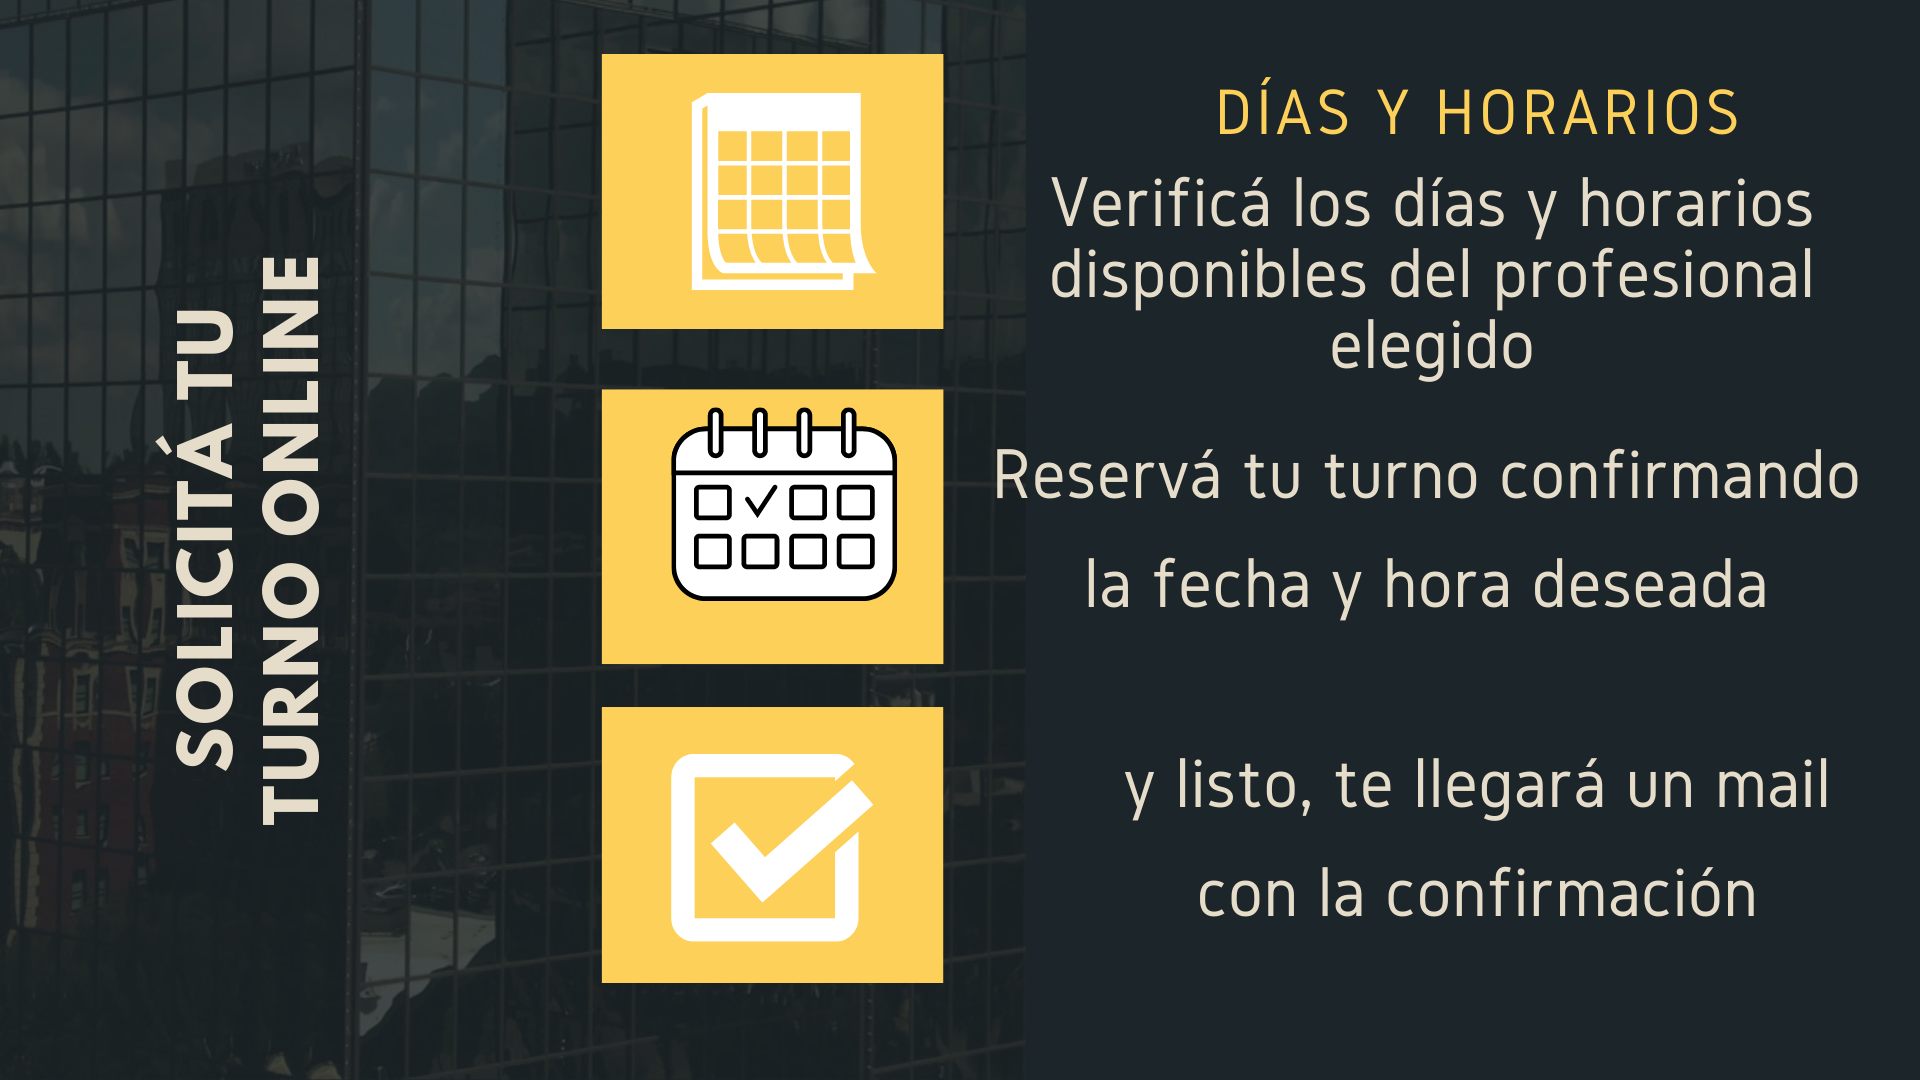 SOLICITÁ TU
TURNO ONLINE
DÍAS Y HORARIOS
Verificá los días y horarios
disponibles del profesional
elegido
Reservá tu turno confirmando
la fecha y hora deseada
y listo, te llegará un mail
con la confirmación